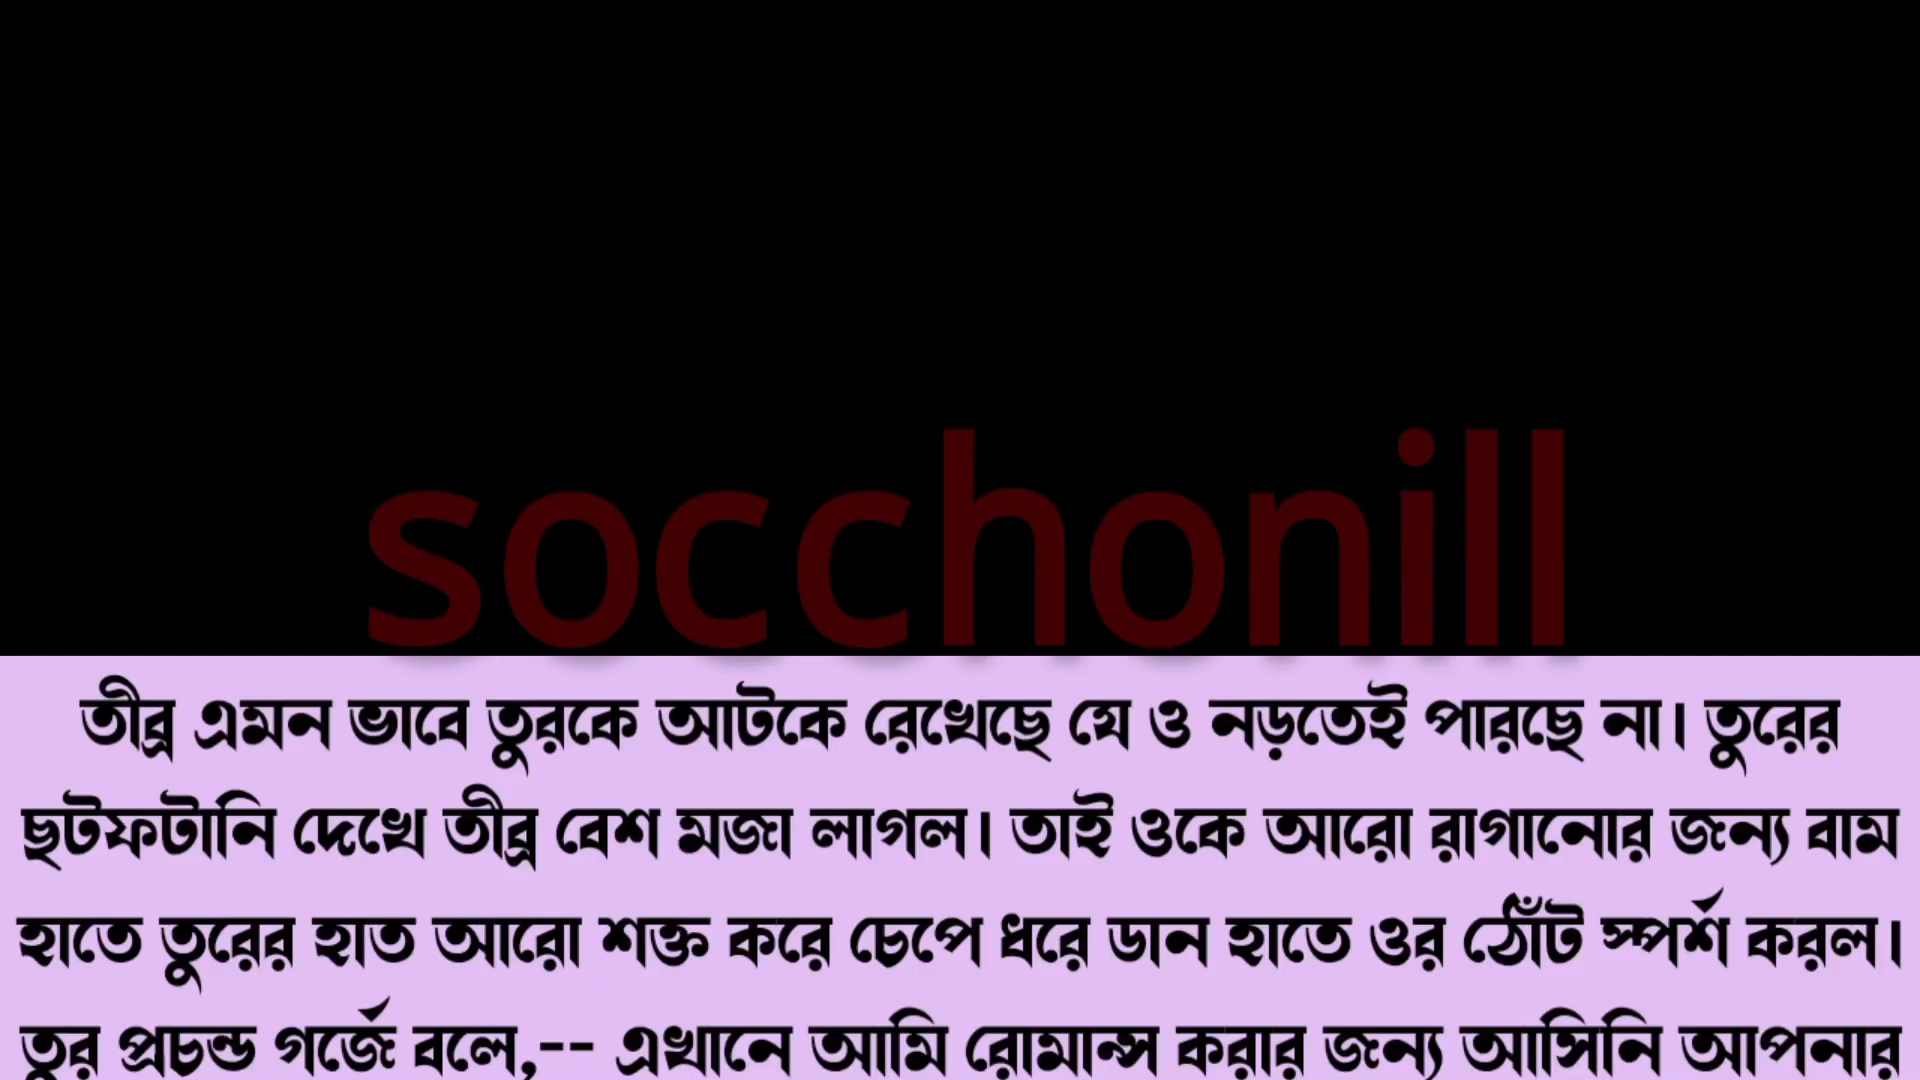 socchonill
তীব্র এমন ভাবে তুরকে আটকে রেখেছে যে ও নড়তেই পারছে না। তুরের
ছটফটানি দেখে তীব্র বেশ মজা লাগল। তাই ওকে আরো রাগানোর জন্য বাম
হাতে তুরের হাত আরো শক্ত করে চেপে ধরে ডান হাতে ওর ঠোঁট স্পর্শ করল।
তুর প্রচন্ড গর্জে বলে,-- এখানে আমি রোমান্স করার জন্য আসিনি আপনার